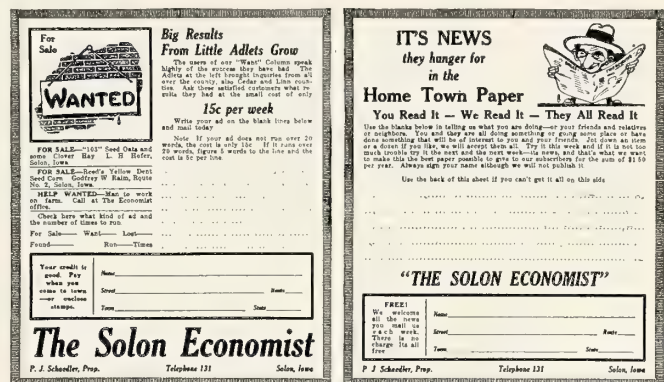 For
Sale
WANTED
Big Results
From Little Adlets Grow
The users of our "Want" Column speak
highly of the success they have had The
Adlets at the left brought inquiries from all
over the county, also Cedar and Linn coun-
ties. Ask these satisfied customers what re-
sults they had at the small cost of only
15c per week
Write your ad on the blank lines below
and mail today
Note If your ad does not run over 20
words, the cost is only 15c If it runs over
20 words, figure 5 words to the line and the
cost is 5c per line.
FOR SALE—"103" Seed Oats and
some Clover Hay L. H Hofer,
Solon, Iowa
FOR SALE—Reed's Yellow Dent
Seed Corn Godfrey W Raim, Route
No. 2, Solon, Iowa.
HELP WANTED—Man to work
on farm. Call at The Economist
office.
Check here what kind of ad and
the number of times to run.
For Sale— Want— Lost—
Found— Run—Times
Your credit is
good. Pay
when you
come to town
—or enclose
stamps.
Name
Street Route
Town State
The Solon Economist
P. J. Schaedler, Prop. Telephone 131 Solon, Iowa
IT'S NEWS
they hunger for
in the
Home Town Paper
You Read It — We Read It — They All Read It
Use the blanks below in telling us what you are doing—or your friends and relatives
or neighbors. You and they are all doing something or going some place or have
done something that will be of interest to you and your friends. Jot down an item
or a dozen if you like, we will accept them all. Try it this week and if it is not too
much trouble try it the next and the next week—its news, and that's what we want
to make this the best paper possible to give to our subscribers for the sum of $1 50
per year. Always sign your name although we will not publish it
Use the back of this sheet if you can't get it all on this side
"THE SOLON ECONOMIST"
FREE!
We welcome
all the news
you mail us
each week.
There is no
charge Its all
free
Name
Street Route
Town State
P J Schaedler, Prop. Telephone 131 Solon, Iowa